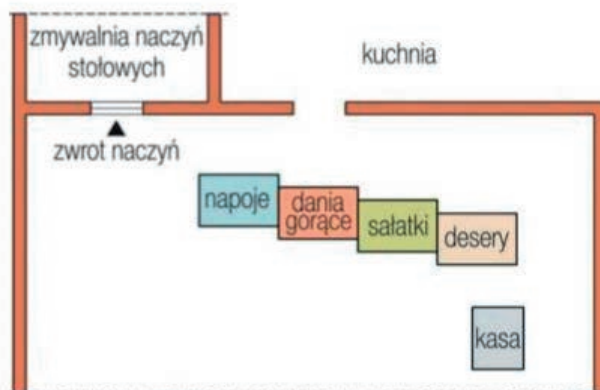 zmywalnia naczyń
stołowych
kuchnia
zwrot naczyń
napoje
dania
gorące
sałatki
desery
kasa